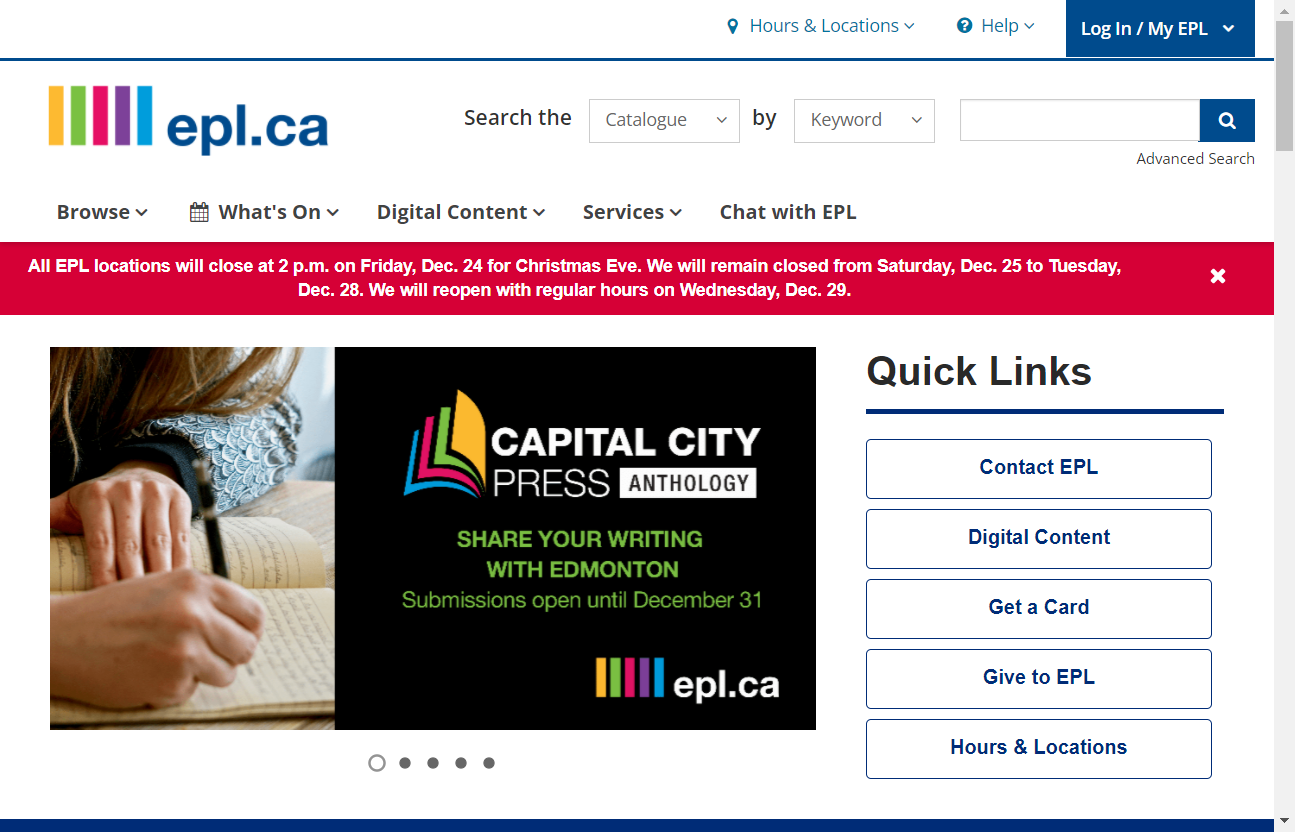 Hours & Locations
Help
Log In / My EPL
epl.ca
Search the
Catalogue
by
Keyword
Advanced Search
Browse
What's On
Digital Content
Services
Chat with EPL
All EPL locations will close at 2 p.m. on Friday, Dec. 24 for Christmas Eve. We will remain closed from Saturday, Dec. 25 to Tuesday,
Dec. 28. We will reopen with regular hours on Wednesday, Dec. 29.
CAPITAL CITY
PRESS ANTHOLOGY
SHARE YOUR WRITING
WITH EDMONTON
Submissions open until December 31
epl.ca
Quick Links
Contact EPL
Digital Content
Get a Card
Give to EPL
Hours & Locations